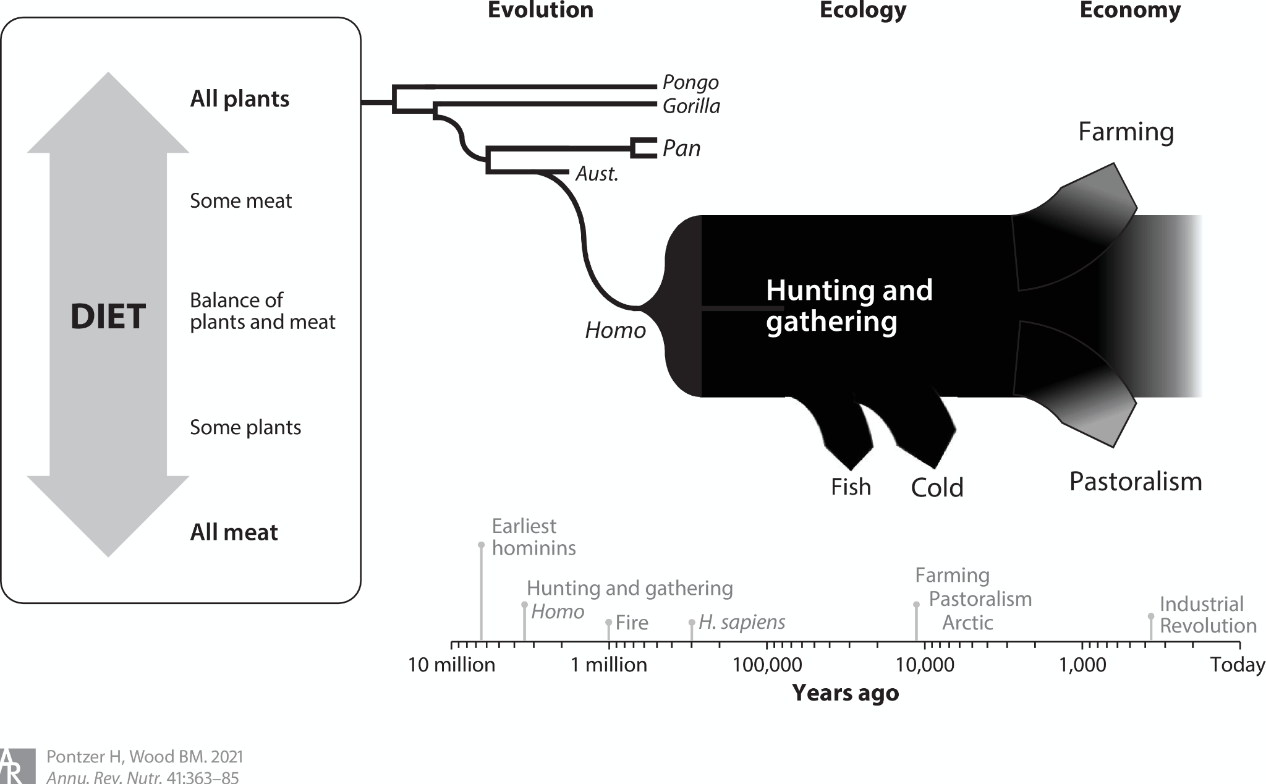 Evolution
Ecology
Economy
All plants
Some meat
DIET
Balance of
plants and meat
Some plants
All meat
Pongo
Gorilla
Pan
Aust.
Homo
Hunting and
gathering
Farming
Fish
Cold
Pastoralism
Earliest
hominins
Hunting and gathering
Homo
Fire
H. sapiens
Farming
Pastoralism
Arctic
Industrial
Revolution
10 million
1 million
100,000
10,000
1,000
Today
Years ago
AR
Pontzer H, Wood BM. 2021
Annu. Rev. Nutr. 41:363–85